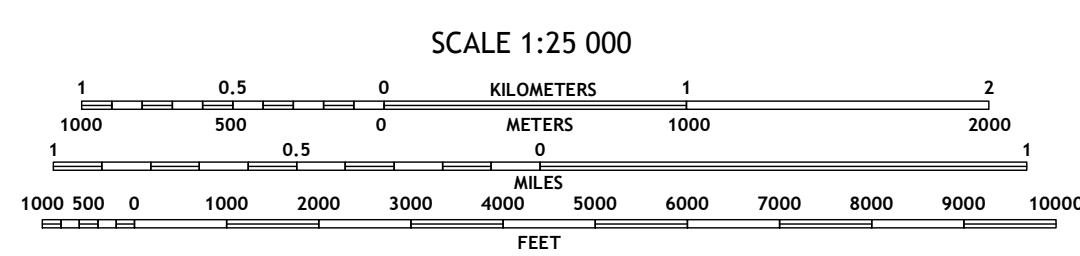 SCALE 1:25 000
1 0.5 0 KILOMETERS 1 2
1000 500 0 METERS 1000 2000
1 0.5 0 1
MILES
1000 500 0 1000 2000 3000 4000 5000 6000 7000 8000 9000 10000
FEET